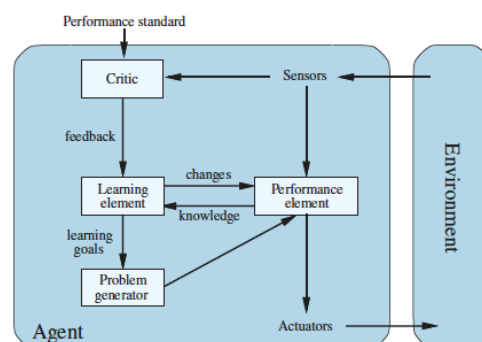 Performance standard
Critic
Sensors
feedback
changes
Learning
element
Performance
element
knowledge
learning
goals
Problem
generator
Agent
Actuators
Environment